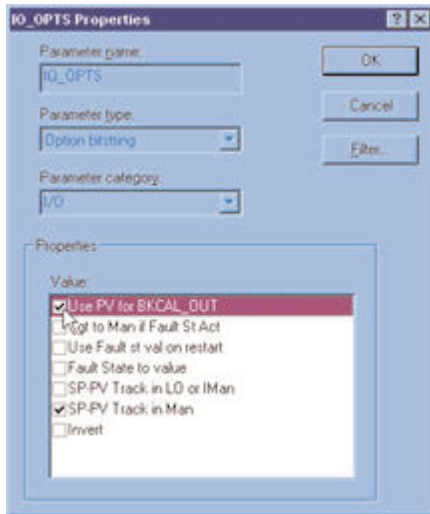 IO_OPTS Properties
Parameter name:
IO_OPTS
OK
Parameter type:
Option bitstring
Cancel
Filter...
Parameter category:
I/O
Properties
Value:
Use PV for BKCAL_OUT
Tgt to Man if Fault St Act
Use Fault st val on restart
Fault State to value
SP-PV Track in LO or IMan
SP-PV Track in Man
Invert